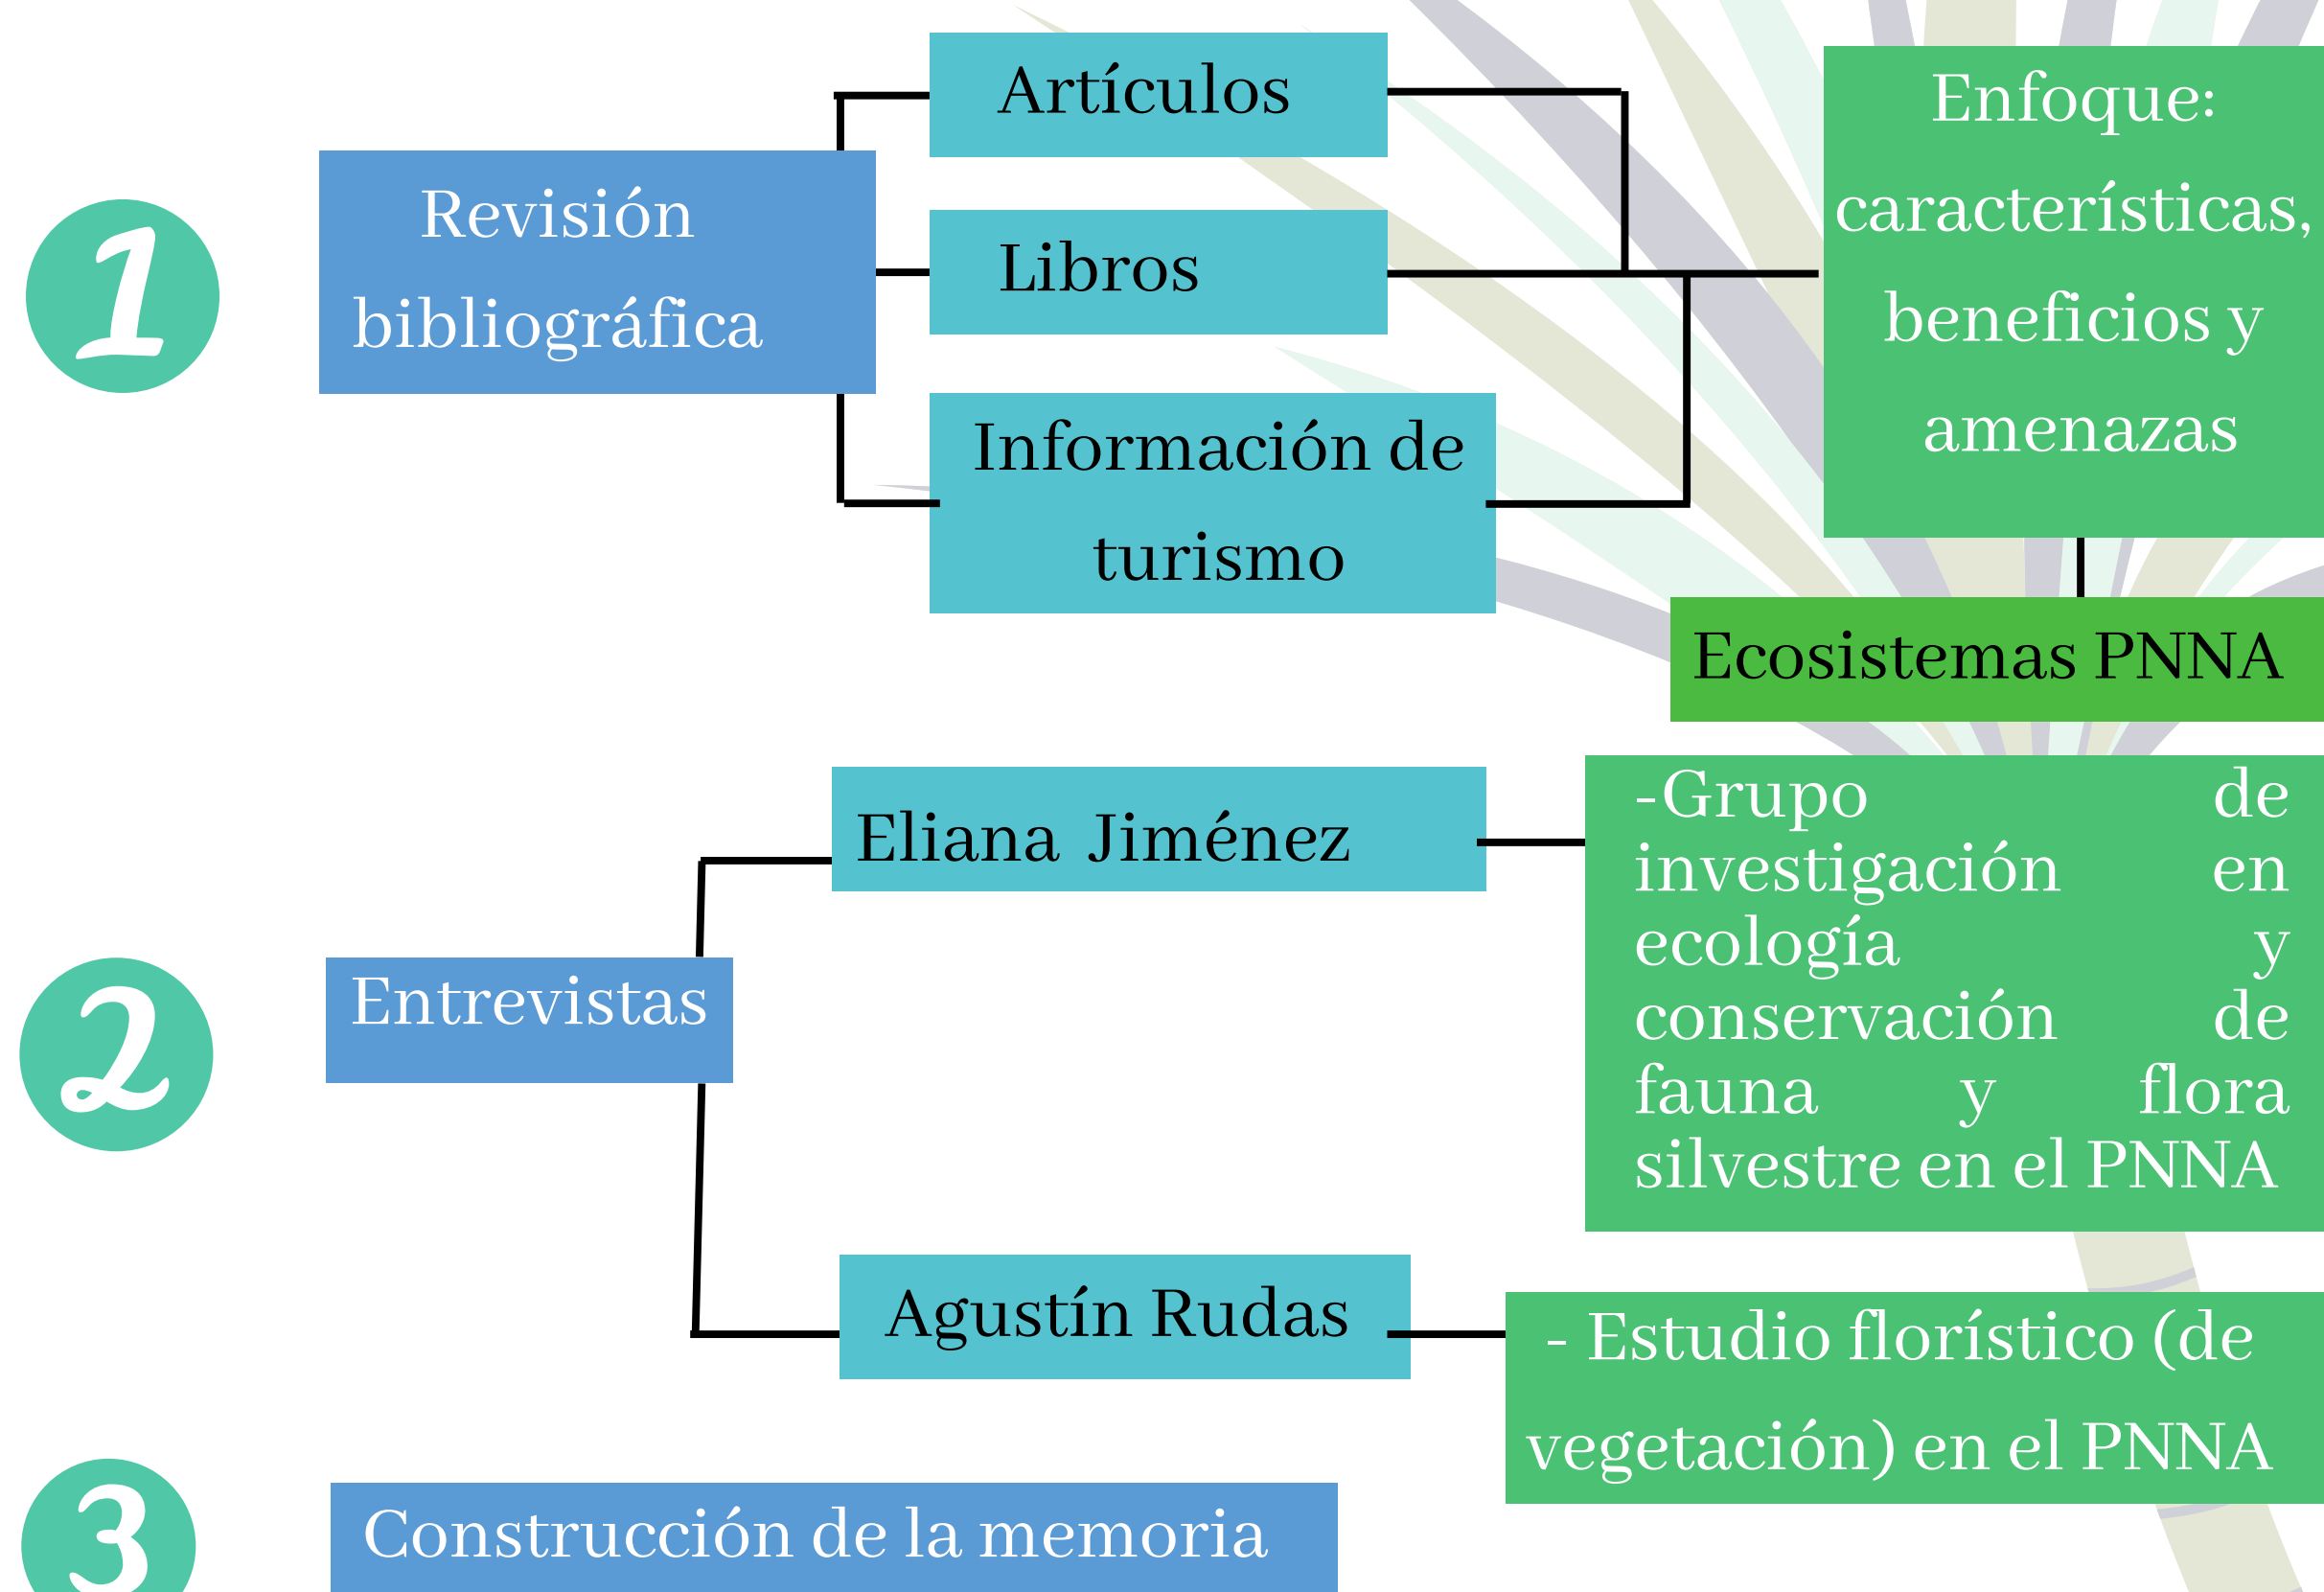 1
Revisión
bibliográfica
Artículos
Libros
Información de
turismo
Enfoque:
características,
beneficios y
amenazas
Ecosistemas PNNA
2
Entrevistas
Eliana Jiménez
-Grupo de
investigación en
ecología y
conservación de
fauna y flora
silvestre en el PNNA
Agustín Rudas
- Estudio florístico (de
vegetación) en el PNNA
3
Construcción de la memoria